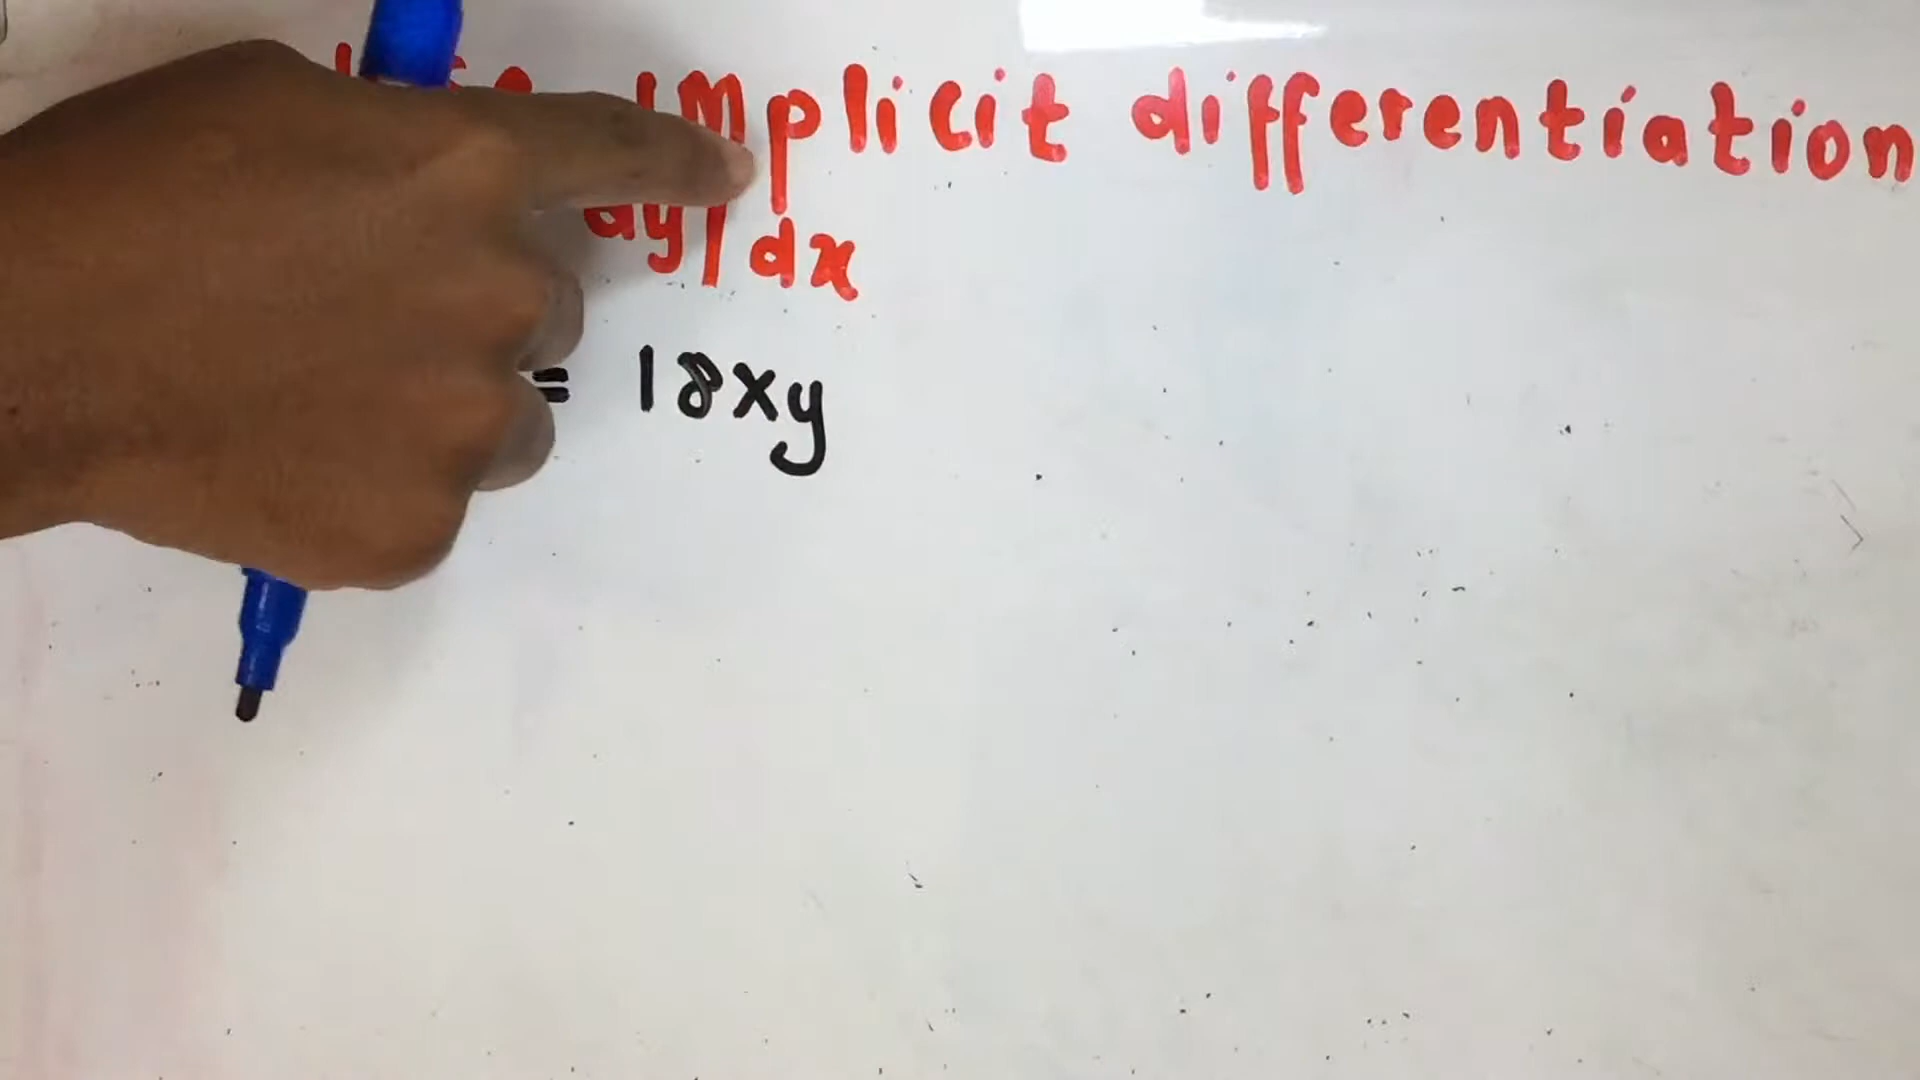 implicit differentiation
dy/dx
= 18xy